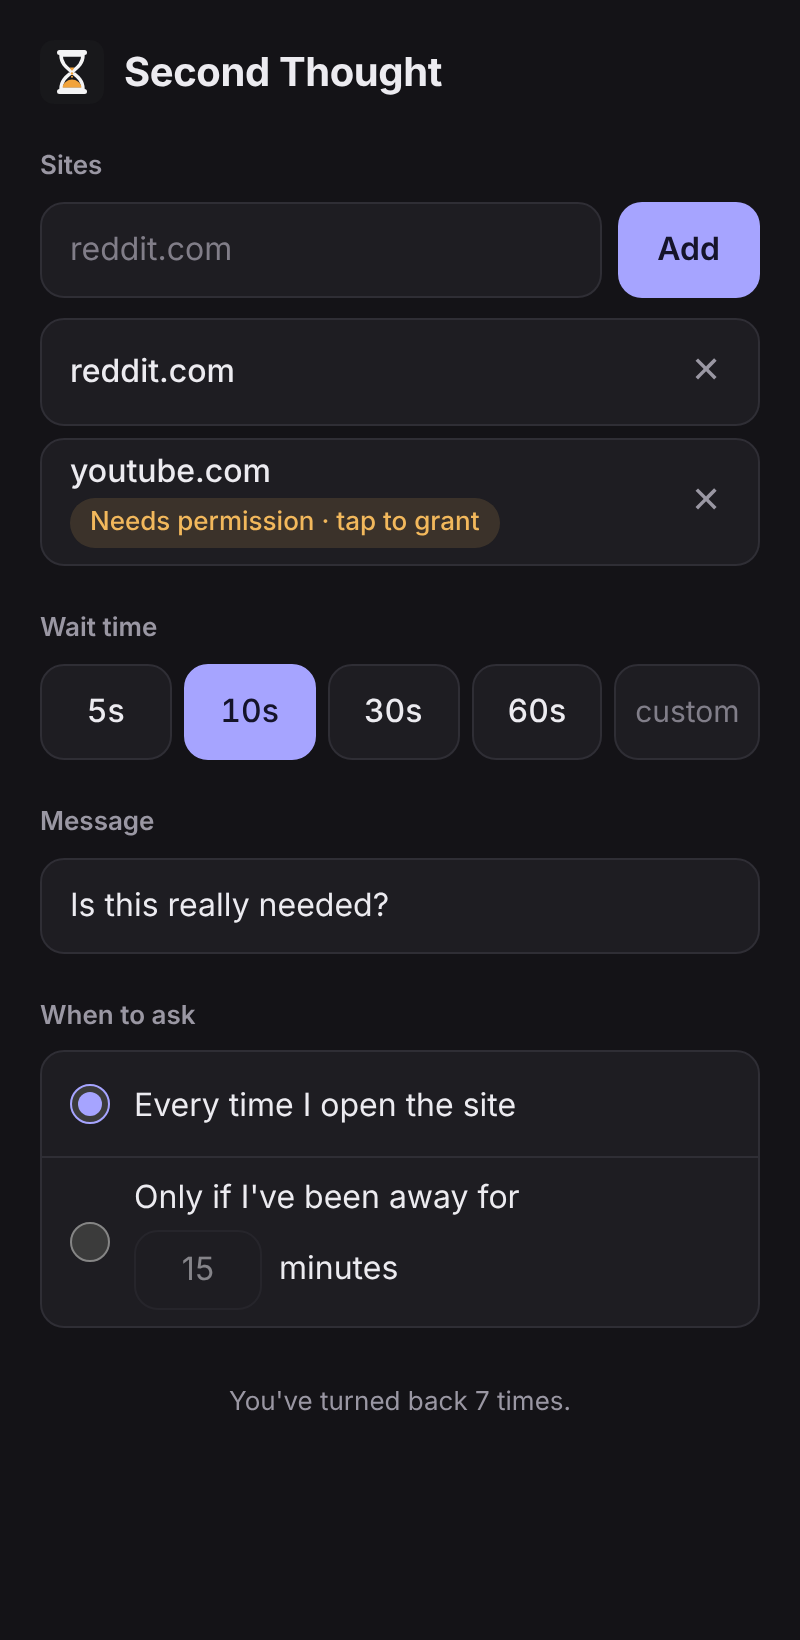 Second Thought
Sites
reddit.com
Add
reddit.com
youtube.com
Needs permission · tap to grant
Wait time
5s 10s 30s 60s custom
Message
Is this really needed?
When to ask
Every time I open the site
Only if I've been away for
15 minutes
You've turned back 7 times.